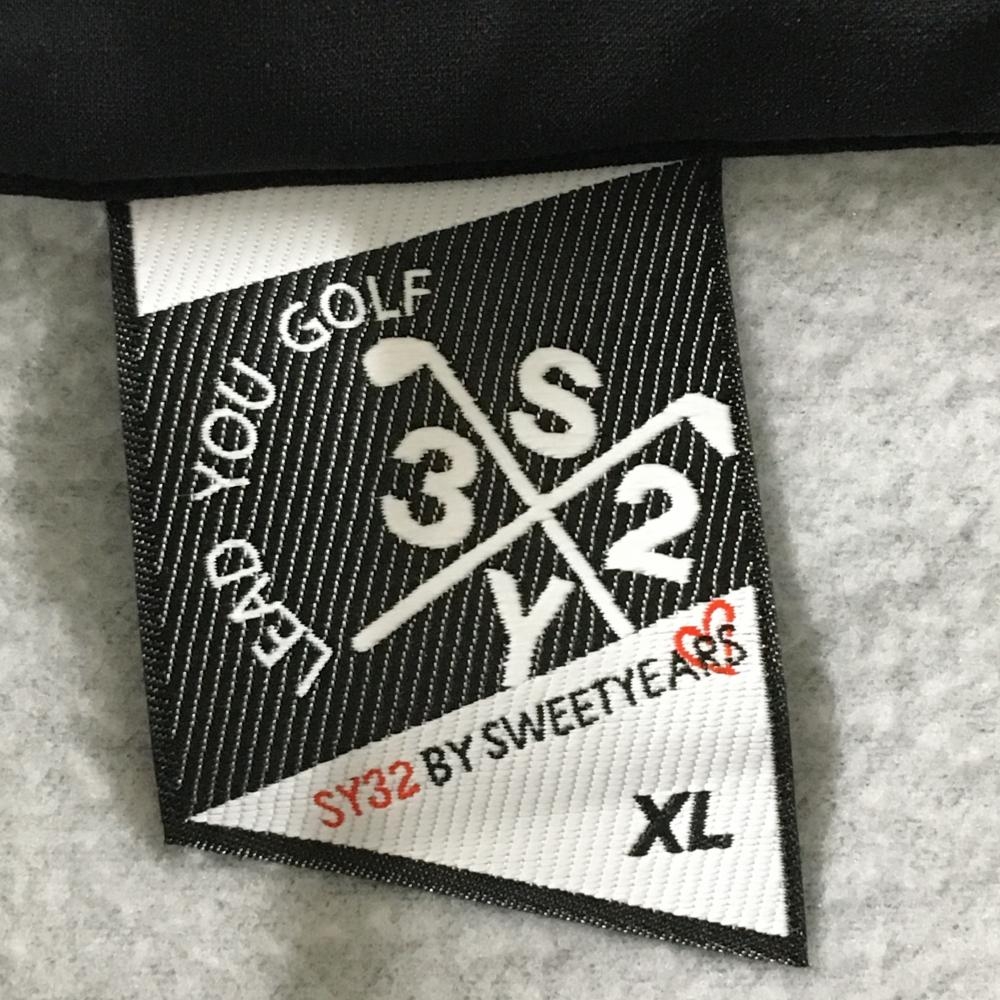 LEAD YOU GOLF
S
3 2
Y
SY32 BY SWEETYEARS
XL